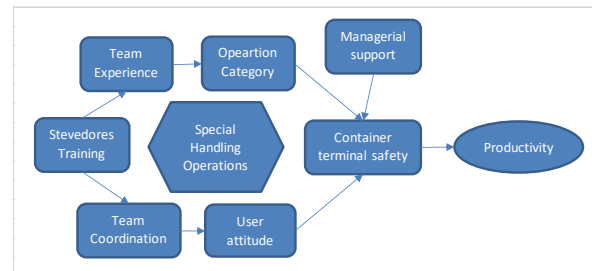 Team
Experience
Opeartion
Category
Managerial
support
Stevedores
Training
Special
Handling
Operations
Container
terminal safety
Productivity
Team
Coordination
User
attitude